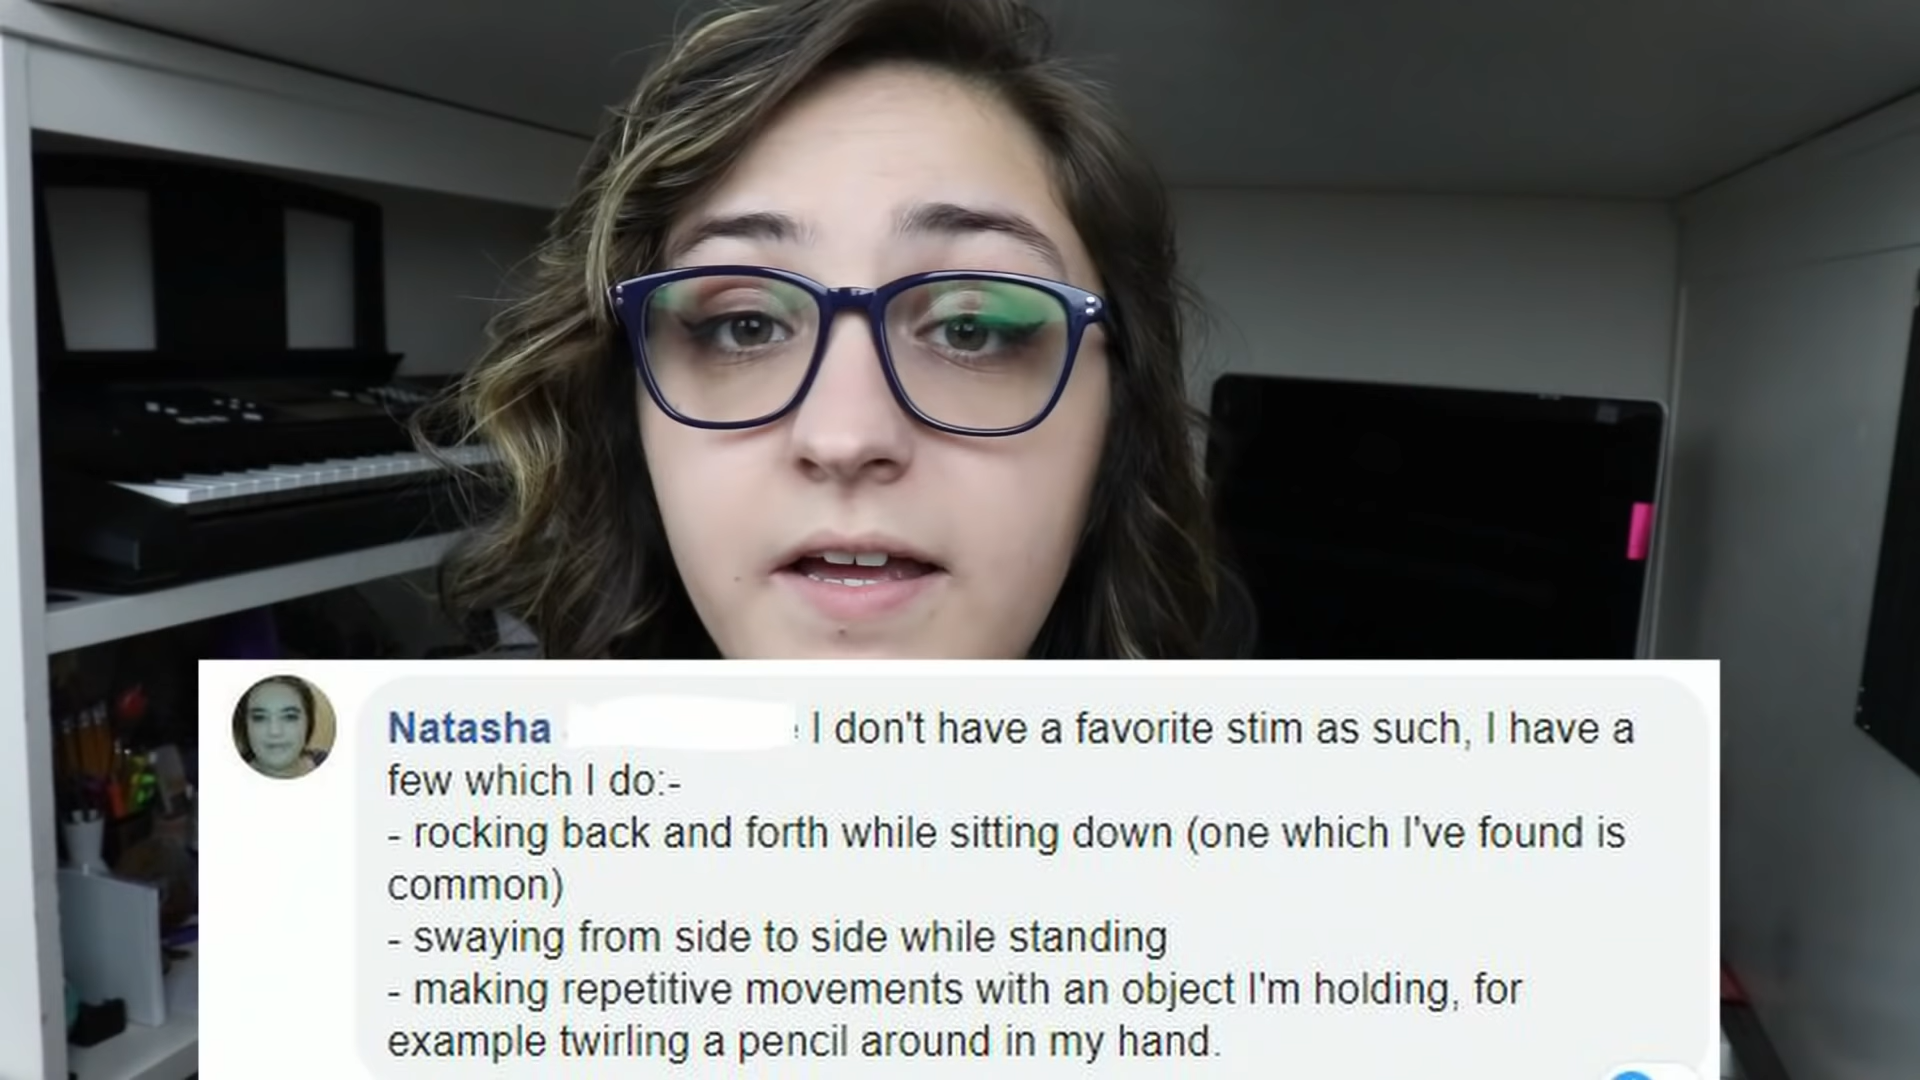 Natasha I don't have a favorite stim as such, I have a
few which I do:-
- rocking back and forth while sitting down (one which I've found is
common)
- swaying from side to side while standing
- making repetitive movements with an object I'm holding, for
example twirling a pencil around in my hand.